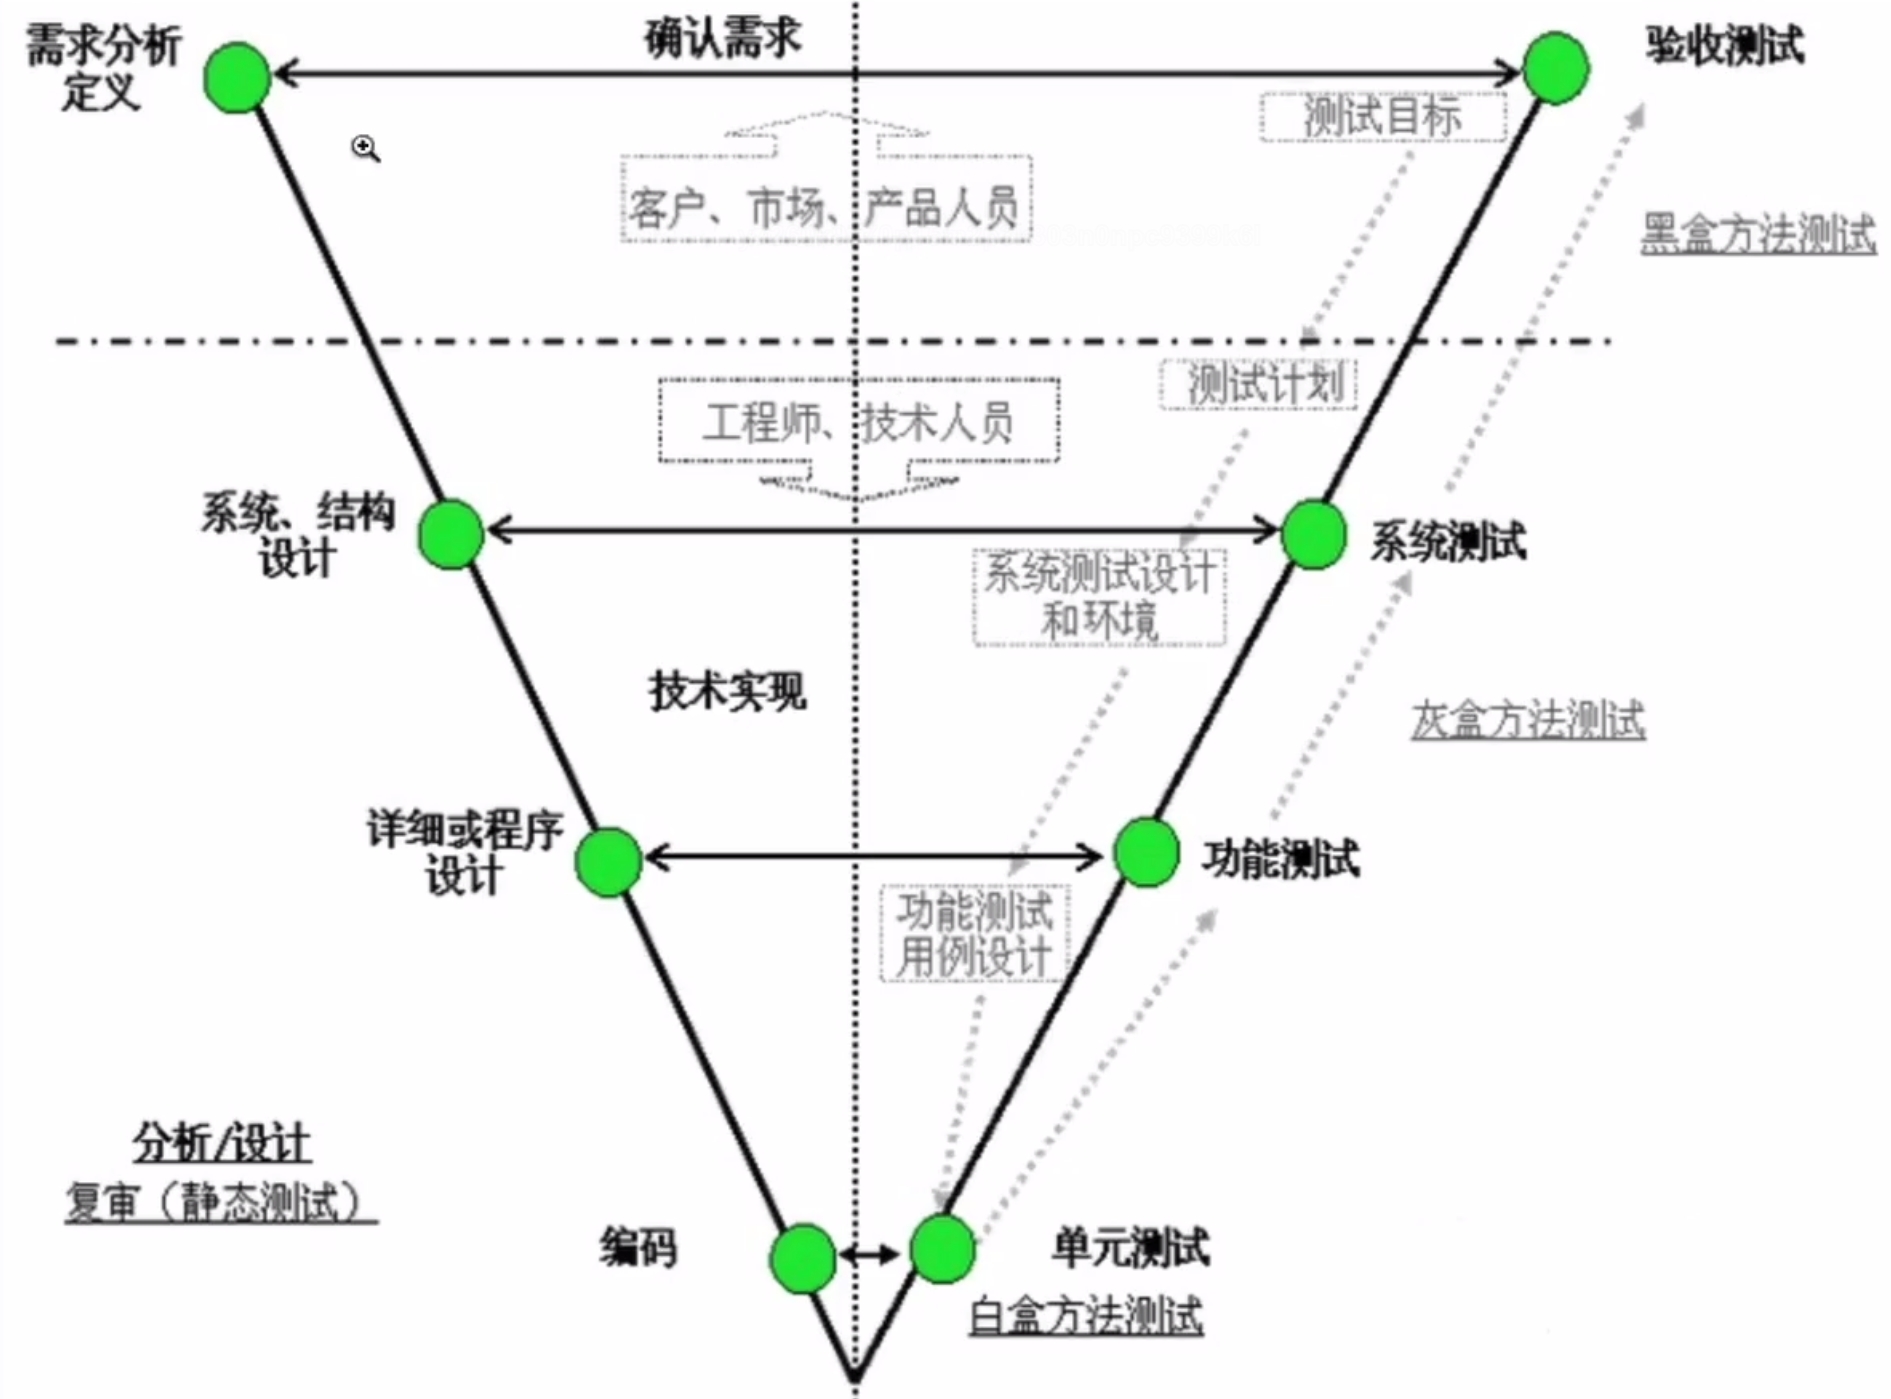 需求分析
定义
确认需求
验收测试
测试目标
客户、市场、产品人员
黑盒方法测试
测试计划
工程师、技术人员
系统、结构
设计
系统测试
系统测试设计
和环境
技术实现
灰盒方法测试
详细或程序
设计
功能测试
功能测试
用例设计
分析/设计
复审（静态测试）
编码
单元测试
白盒方法测试